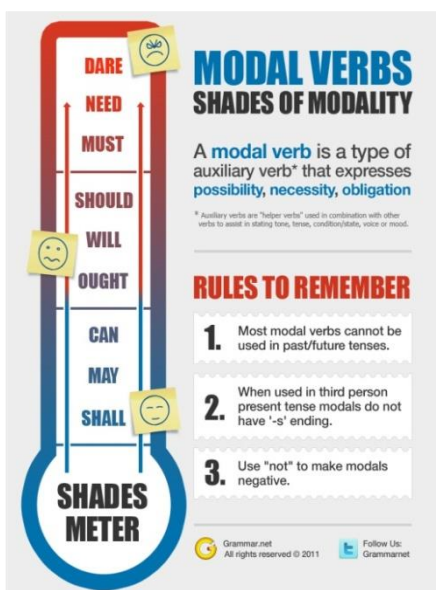 DARE
NEED
MUST
SHOULD
WILL
OUGHT
CAN
MAY
SHALL
SHADES
METER
MODAL VERBS
SHADES OF MODALITY
A modal verb is a type of
auxiliary verb* that expresses
possibility, necessity, obligation
* Auxiliary verbs are "helper verbs" used in combination with other
verbs to assist in stating tone, tense, condition/state, voice or mood.
RULES TO REMEMBER
1. Most modal verbs cannot be
used in past/future tenses.
2. When used in third person
present tense modals do not
have '-s' ending.
3. Use "not" to make modals
negative.
Grammar.net
All rights reserved © 2011
Follow Us:
Grammarnet